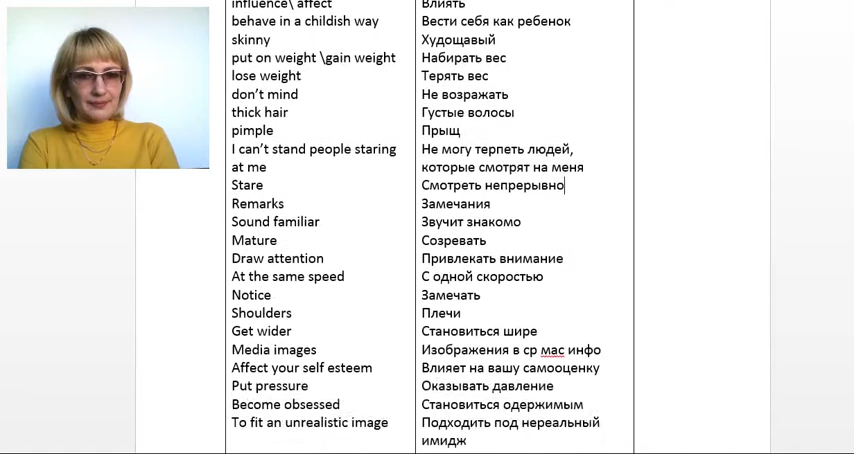 influence\ affect
Влиять
behave in a childish way
Вести себя как ребенок
skinny
Худощавый
put on weight \gain weight
Набирать вес
lose weight
Терять вес
don’t mind
Не возражать
thick hair
Густые волосы
pimple
Прыщ
I can’t stand people staring
at me
Не могу терпеть людей,
которые смотрят на меня
Stare
Смотреть непрерывно
Remarks
Замечания
Sound familiar
Звучит знакомо
Mature
Созревать
Draw attention
Привлекать внимание
At the same speed
С одной скоростью
Notice
Замечать
Shoulders
Плечи
Get wider
Становиться шире
Media images
Изображения в ср мас инфо
Affect your self esteem
Влияет на вашу самооценку
Put pressure
Оказывать давление
Become obsessed
Становиться одержимым
To fit an unrealistic image
Подходить под нереальный
имидж